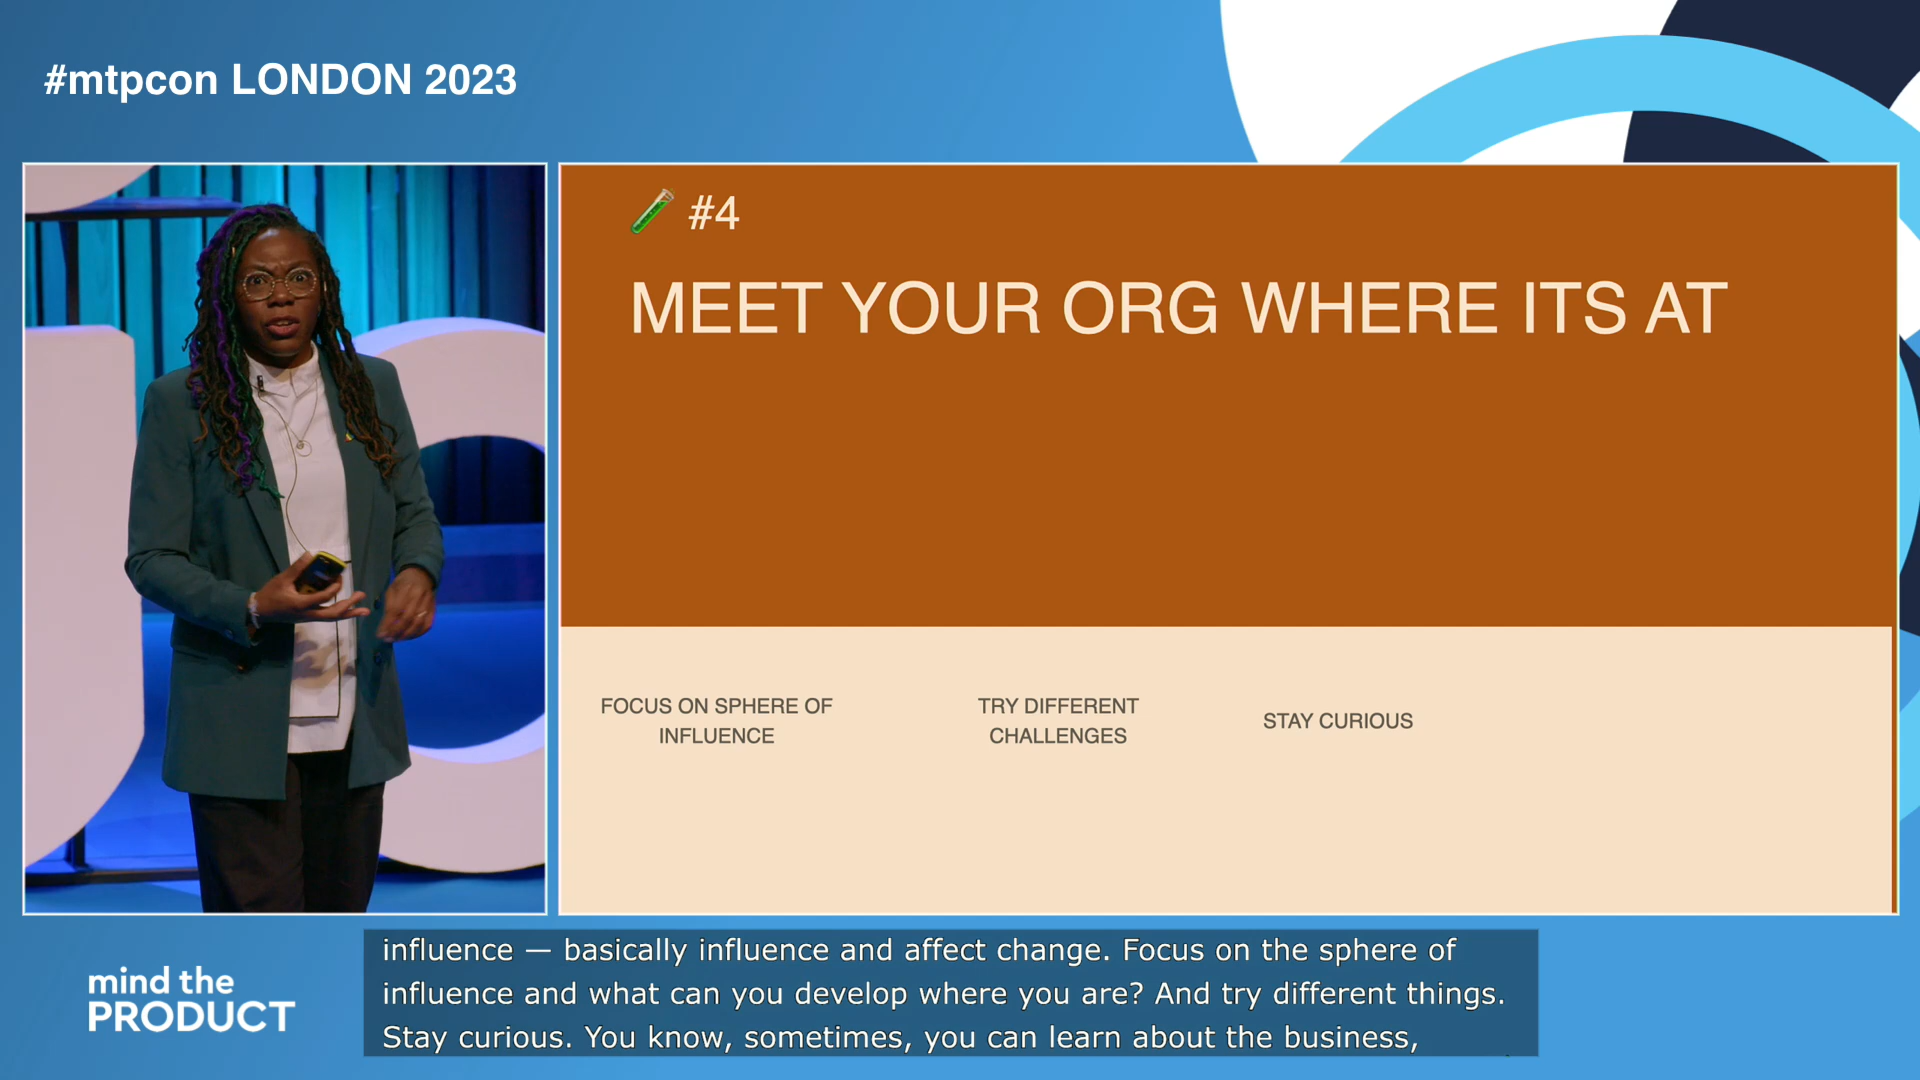 #mtpcon LONDON 2023
#4
MEET YOUR ORG WHERE ITS AT
FOCUS ON SPHERE OF
INFLUENCE
TRY DIFFERENT
CHALLENGES
STAY CURIOUS
influence — basically influence and affect change. Focus on the sphere of
influence and what can you develop where you are? And try different things.
Stay curious. You know, sometimes, you can learn about the business,
mind the
PRODUCT